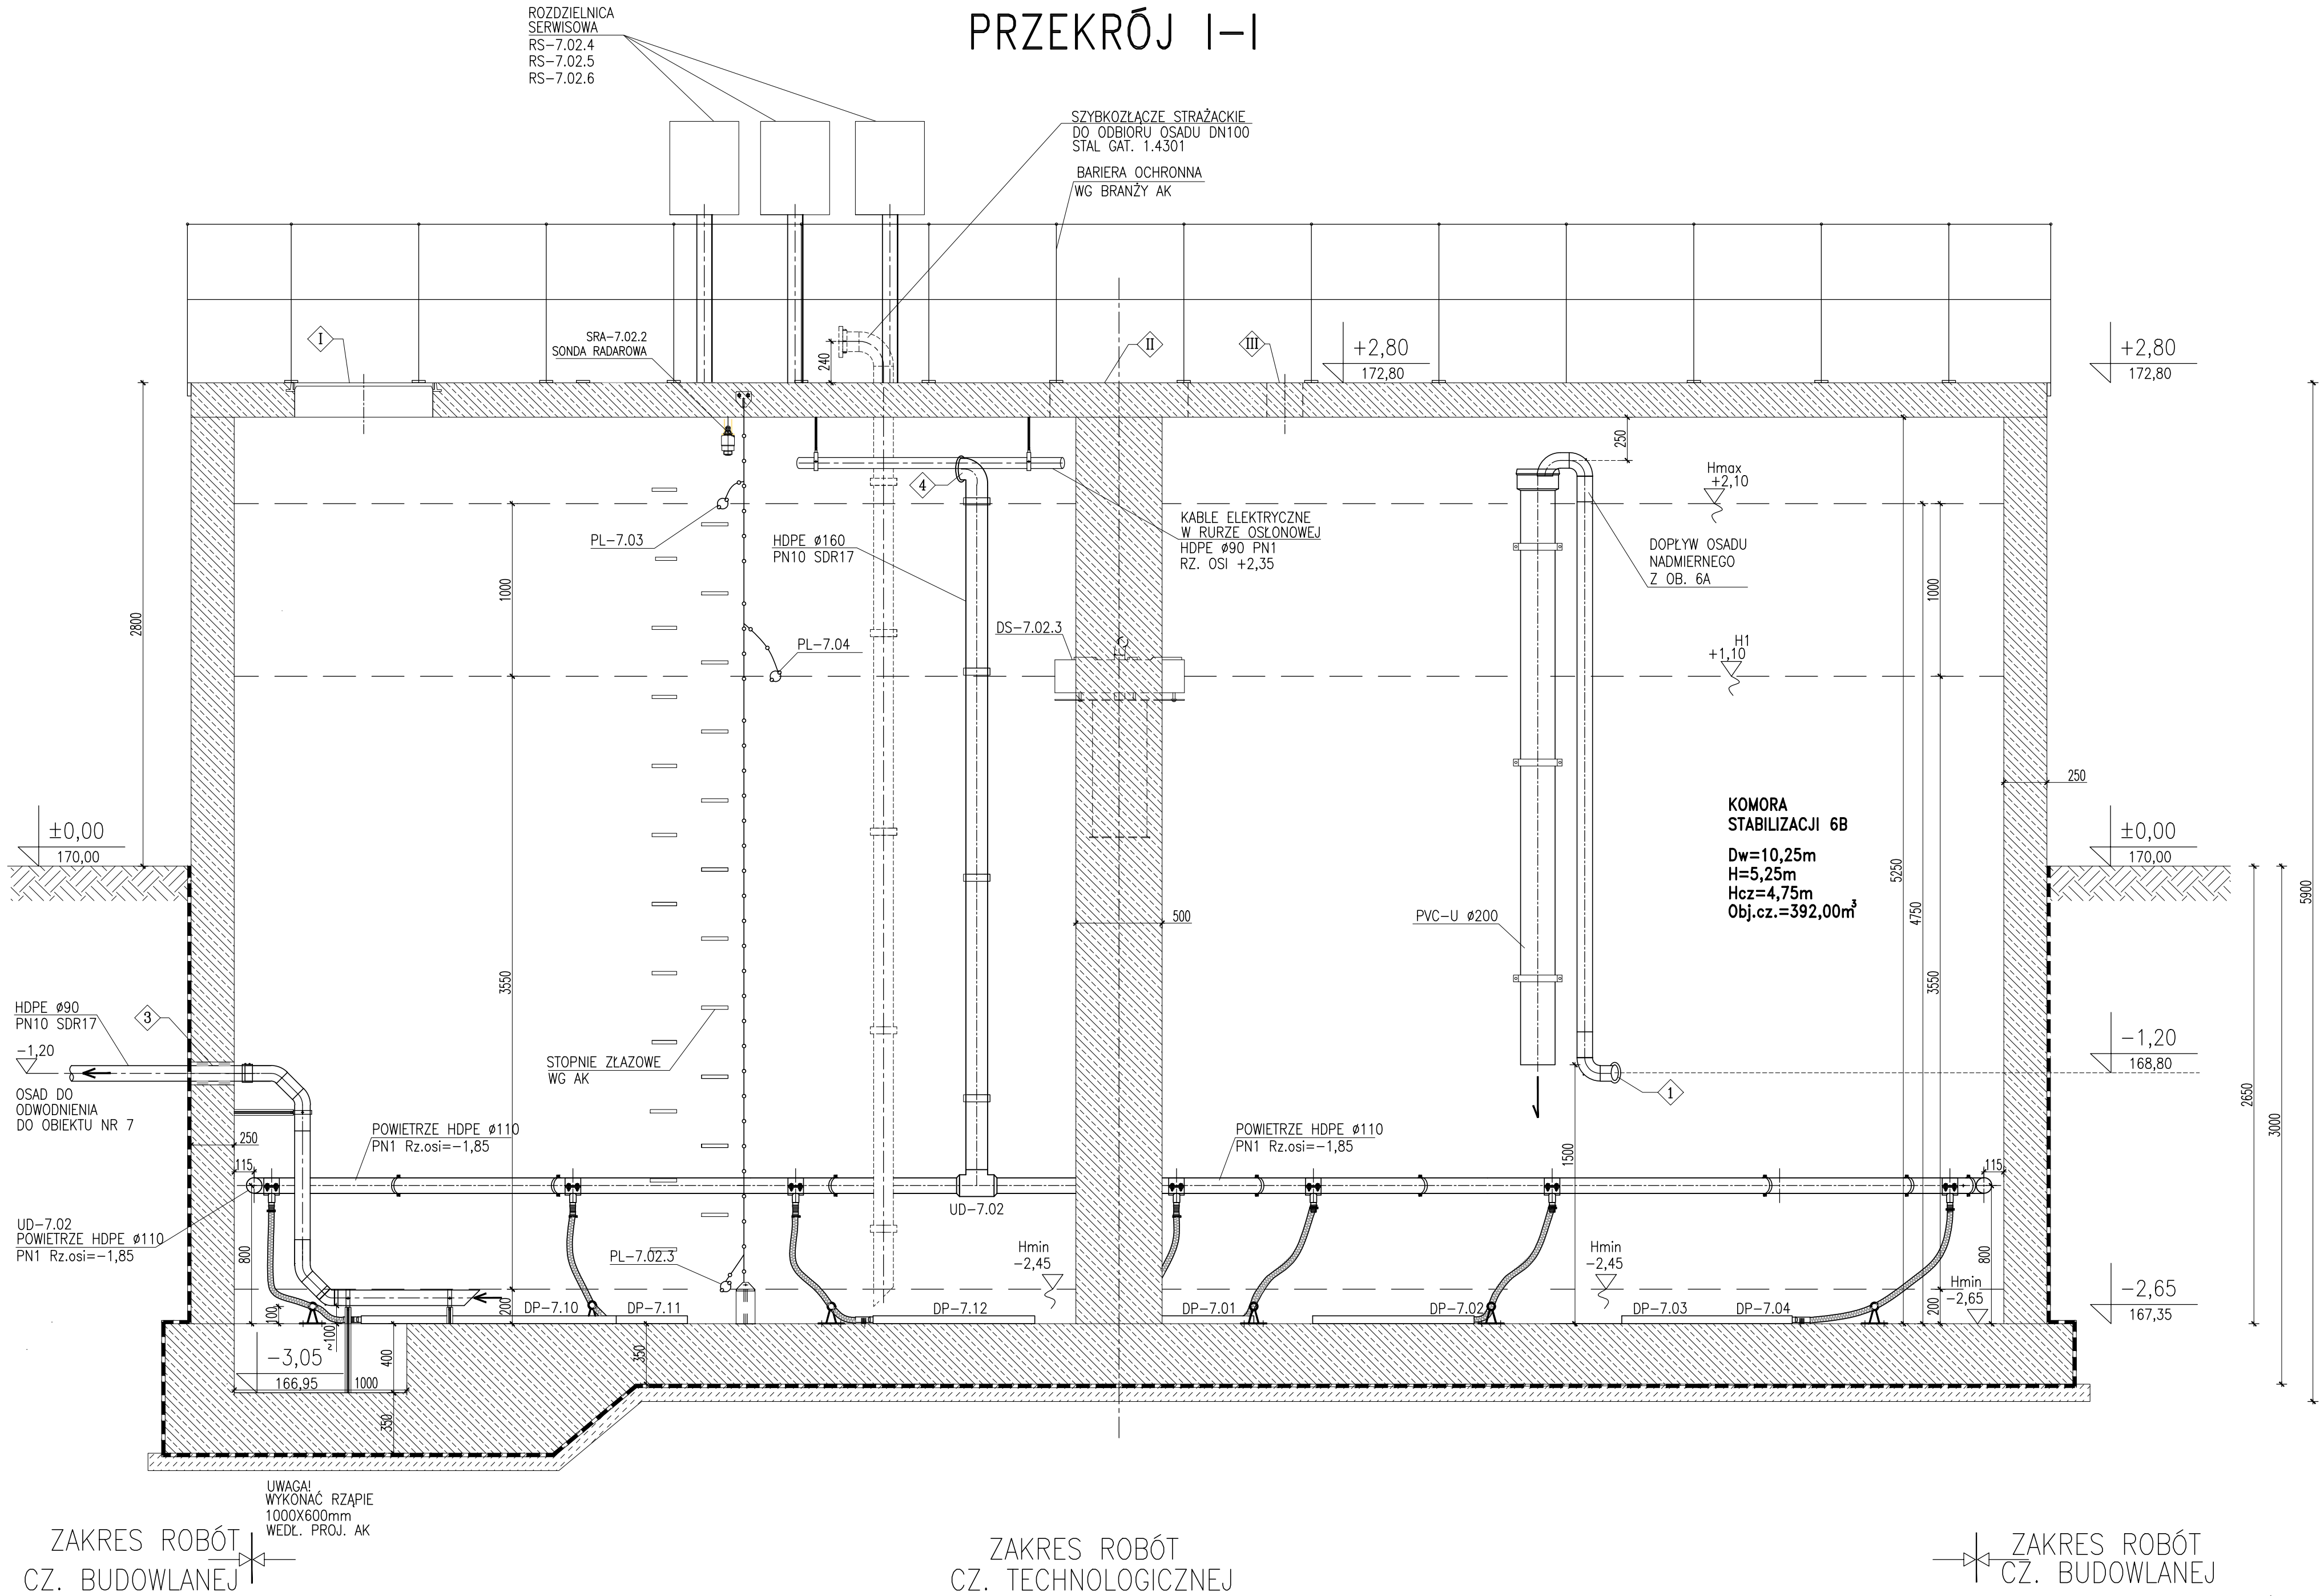 PRZEKRÓJ I-I
ROZDZIELNICA
SERWISOWA
RS-7.02.4
RS-7.02.5
RS-7.02.6
SZYBKOZŁĄCZE STRAŻACKIE
DO ODBIORU OSADU DN100
STAL GAT. 1.4301
BARIERA OCHRONNA
WG BRANŻY AK
I
SRA-7.02.2
SONDA RADAROWA
240
II
III
+2,80
172,80
+2,80
172,80
250
Hmax
+2,10
4
PL-7.03
HDPE ø160
PN10 SDR17
KABLE ELEKTRYCZNE
W RURZE OSŁONOWEJ
HDPE ø90 PN1
RZ. OSI +2,35
DOPŁYW OSADU
NADMIERNEGO
Z OB. 6A
1000
1000
2800
PL-7.04
DS-7.02.3
H1
+1,10
250
KOMORA
STABILIZACJI 6B
Dw=10,25m
H=5,25m
Hcz=4,75m
Obj.cz.=392,00m³
±0,00
170,00
±0,00
170,00
5250
4750
5900
500
PVC-U ø200
3550
3550
HDPE ø90
PN10 SDR17
3
-1,20
-1,20
168,80
STOPNIE ZŁAZOWE
WG AK
OSAD DO
ODWODNIENIA
DO OBIEKTU NR 7
1
2650
3000
250
POWIETRZE HDPE ø110
PN1 Rz.osi=-1,85
POWIETRZE HDPE ø110
PN1 Rz.osi=-1,85
1500
115
115
UD-7.02
UD-7.02
POWIETRZE HDPE ø110
PN1 Rz.osi=-1,85
800
PL-7.02.3
Hmin
-2,45
Hmin
-2,45
800
Hmin
-2,65
-2,65
167,35
100
200
DP-7.10
DP-7.11
DP-7.12
DP-7.01
DP-7.02
DP-7.03
DP-7.04
200
~100
-3,05
166,95
1000
400
350
350
UWAGA!
WYKONAĆ RZĄPIE
1000X600mm
WEDŁ. PROJ. AK
ZAKRES ROBÓT
CZ. BUDOWLANEJ
ZAKRES ROBÓT
CZ. TECHNOLOGICZNEJ
ZAKRES ROBÓT
CZ. BUDOWLANEJ